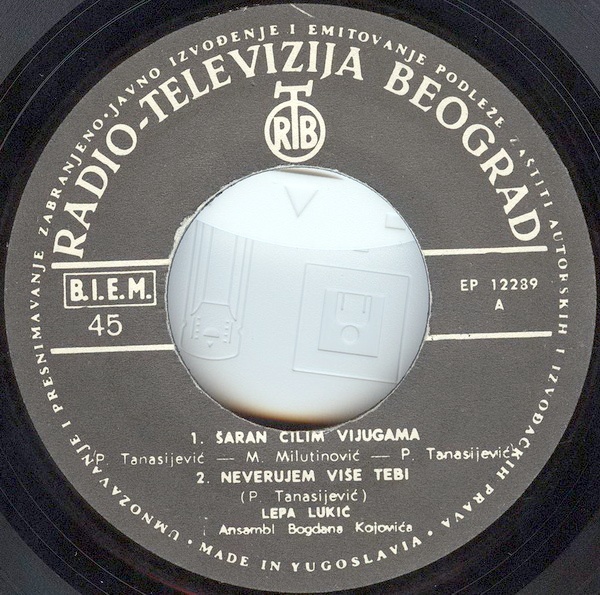 UMNOŽAVANJE I PRESNIMAVANJE ZABRANJENO · JAVNO IZVOĐENJE I EMITOVANJE PODLEŽE ZAŠTITI AUTORSKIH I IZVOĐAČKIH PRAVA ·
RADIO-TELEVIZIJA BEOGRAD
RTB
B.I.E.M.
45
EP 12289
A
1. ŠARAN ĆILIM VIJUGAMA
P. Tanasijević — M. Milutinović — P. Tanasijević
2. NEVERUJEM VIŠE TEBI
(P. Tanasijević)
LEPA LUKIĆ
Ansambl Bogdana Kojovića
· MADE IN YUGOSLAVIA ·